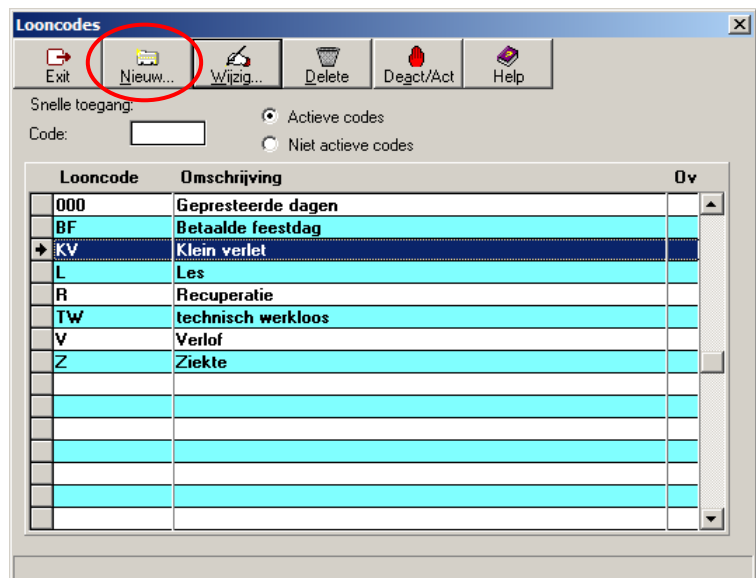 Looncodes
Exit Nieuw... Wijzig... Delete Deact/Act Help
Snelle toegang:
Code:
Actieve codes
Niet actieve codes
Looncode Omschrijving Ov
000 Gepresteerde dagen
BF Betaalde feestdag
KV Klein verlet
L Les
R Recuperatie
TW technisch werkloos
V Verlof
Z Ziekte